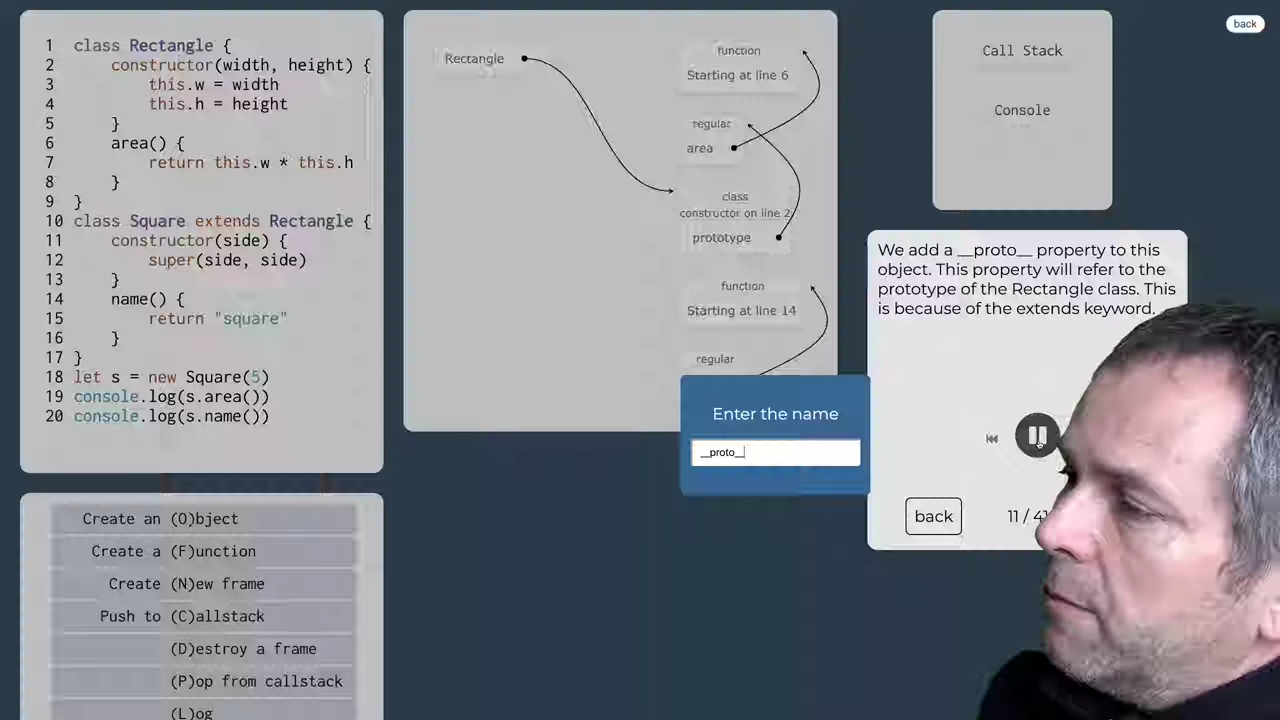 back
1 class Rectangle {
2 constructor(width, height) {
3 this.w = width
4 this.h = height
5 }
6 area() {
7 return this.w * this.h
8 }
9 }
10 class Square extends Rectangle {
11 constructor(side) {
12 super(side, side)
13 }
14 name() {
15 return "square"
16 }
17 }
18 let s = new Square(5)
19 console.log(s.area())
20 console.log(s.name())
Create an (O)bject
Create a (F)unction
Create (N)ew frame
Push to (C)allstack
(D)estroy a frame
(P)op from callstack
(L)og
Rectangle
function
Starting at line 6
regular
area
class
constructor on line 2
prototype
function
Starting at line 14
regular
Enter the name
__proto__
Call Stack
Console
We add a __proto__ property to this
object. This property will refer to the
prototype of the Rectangle class. This
is because of the extends keyword.
back
11 / 41